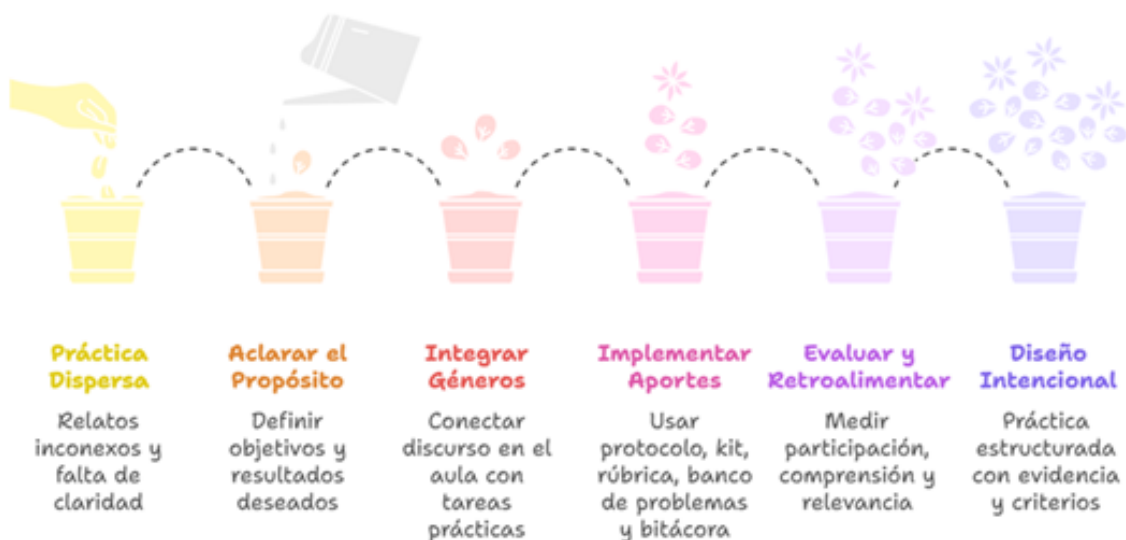 Práctica
Dispersa
Relatos
inconexos y
falta de
claridad
Aclarar el
Propósito
Definir
objetivos y
resultados
deseados
Integrar
Géneros
Conectar
discurso en el
aula con
tareas
prácticas
Implementar
Aportes
Usar
protocolo, kit,
rúbrica, banco
de problemas
y bitácora
Evaluar y
Retroalimentar
Medir
participación,
comprensión y
relevancia
Diseño
Intencional
Práctica
estructurada
con evidencia
y criterios